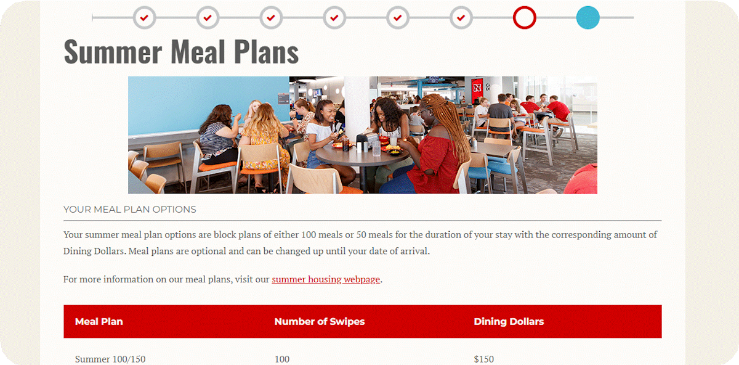 Summer Meal Plans
YOUR MEAL PLAN OPTIONS
Your summer meal plan options are block plans of either 100 meals or 50 meals for the duration of your stay with the corresponding amount of
Dining Dollars. Meal plans are optional and can be changed up until your date of arrival.
For more information on our meal plans, visit our summer housing webpage.
Meal Plan Number of Swipes Dining Dollars
Summer 100/150 100 $150